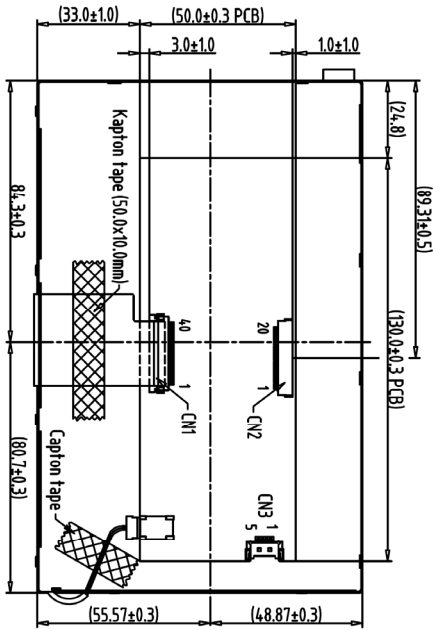 (33.0±1.0)
(50.0±0.3 PCB)
3.0±1.0
1.0±1.0
(24.8)
(89.31±0.5)
84.3±0.3
Kapton tape (50.0x10.0mm)
(130.0±0.3 PCB)
40
20
1
1
CN1
CN2
(80.7±0.3)
Capton tape
CN3
1
5
(55.57±0.3)
(48.87±0.3)